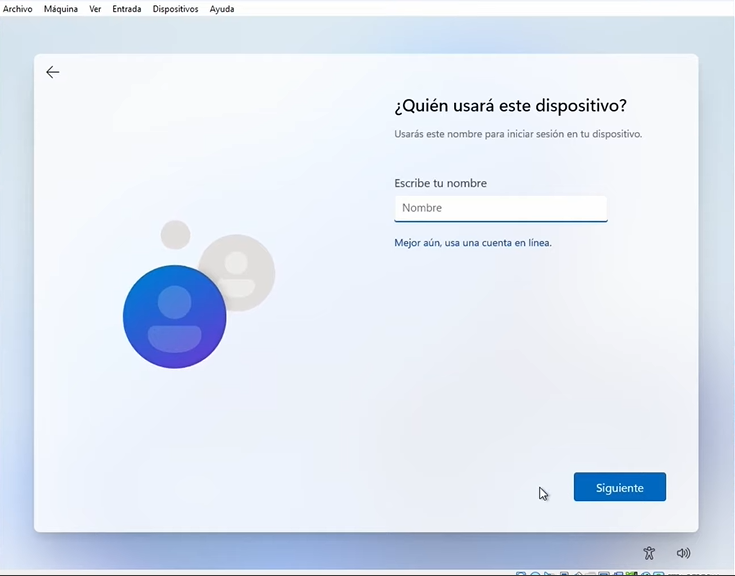 Archivo Máquina Ver Entrada Dispositivos Ayuda
¿Quién usará este dispositivo?
Usarás este nombre para iniciar sesión en tu dispositivo.
Escribe tu nombre
Nombre
Mejor aún, usa una cuenta en línea.
Siguiente